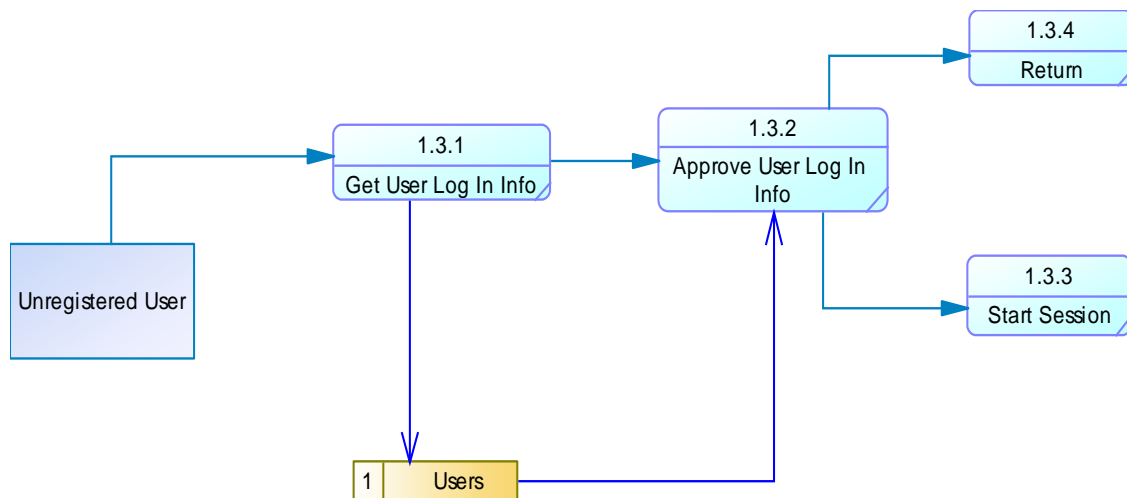 1.3.4
Return
1.3.1
Get User Log In Info
1.3.2
Approve User Log In
Info
Unregistered User
1.3.3
Start Session
1
Users